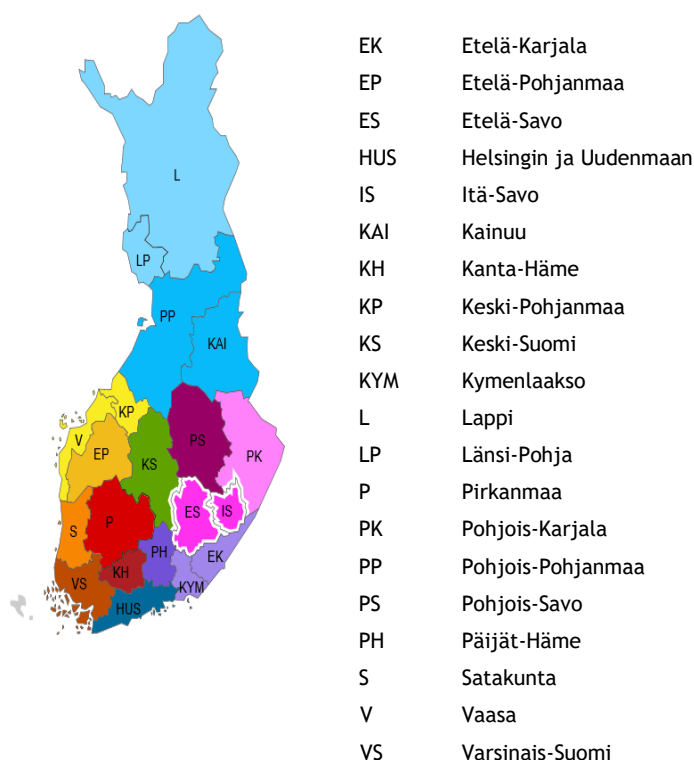 L
LP
PP
KAI
KP
V
EP
KS
PS
PK
S
P
ES
IS
PH
EK
KH
VS
KYM
HUS
EK Etelä-Karjala
EP Etelä-Pohjanmaa
ES Etelä-Savo
HUS Helsingin ja Uudenmaan
IS Itä-Savo
KAI Kainuu
KH Kanta-Häme
KP Keski-Pohjanmaa
KS Keski-Suomi
KYM Kymenlaakso
L Lappi
LP Länsi-Pohja
P Pirkanmaa
PK Pohjois-Karjala
PP Pohjois-Pohjanmaa
PS Pohjois-Savo
PH Päijät-Häme
S Satakunta
V Vaasa
VS Varsinais-Suomi